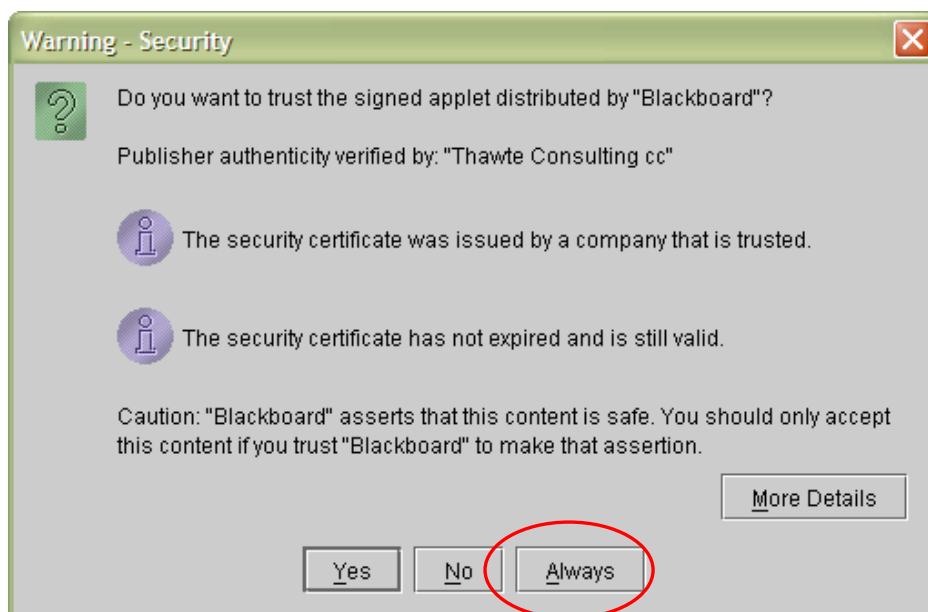 Warning - Security
Do you want to trust the signed applet distributed by "Blackboard"?
Publisher authenticity verified by: "Thawte Consulting cc"
The security certificate was issued by a company that is trusted.
The security certificate has not expired and is still valid.
Caution: "Blackboard" asserts that this content is safe. You should only accept
this content if you trust "Blackboard" to make that assertion.
More Details
Yes No Always